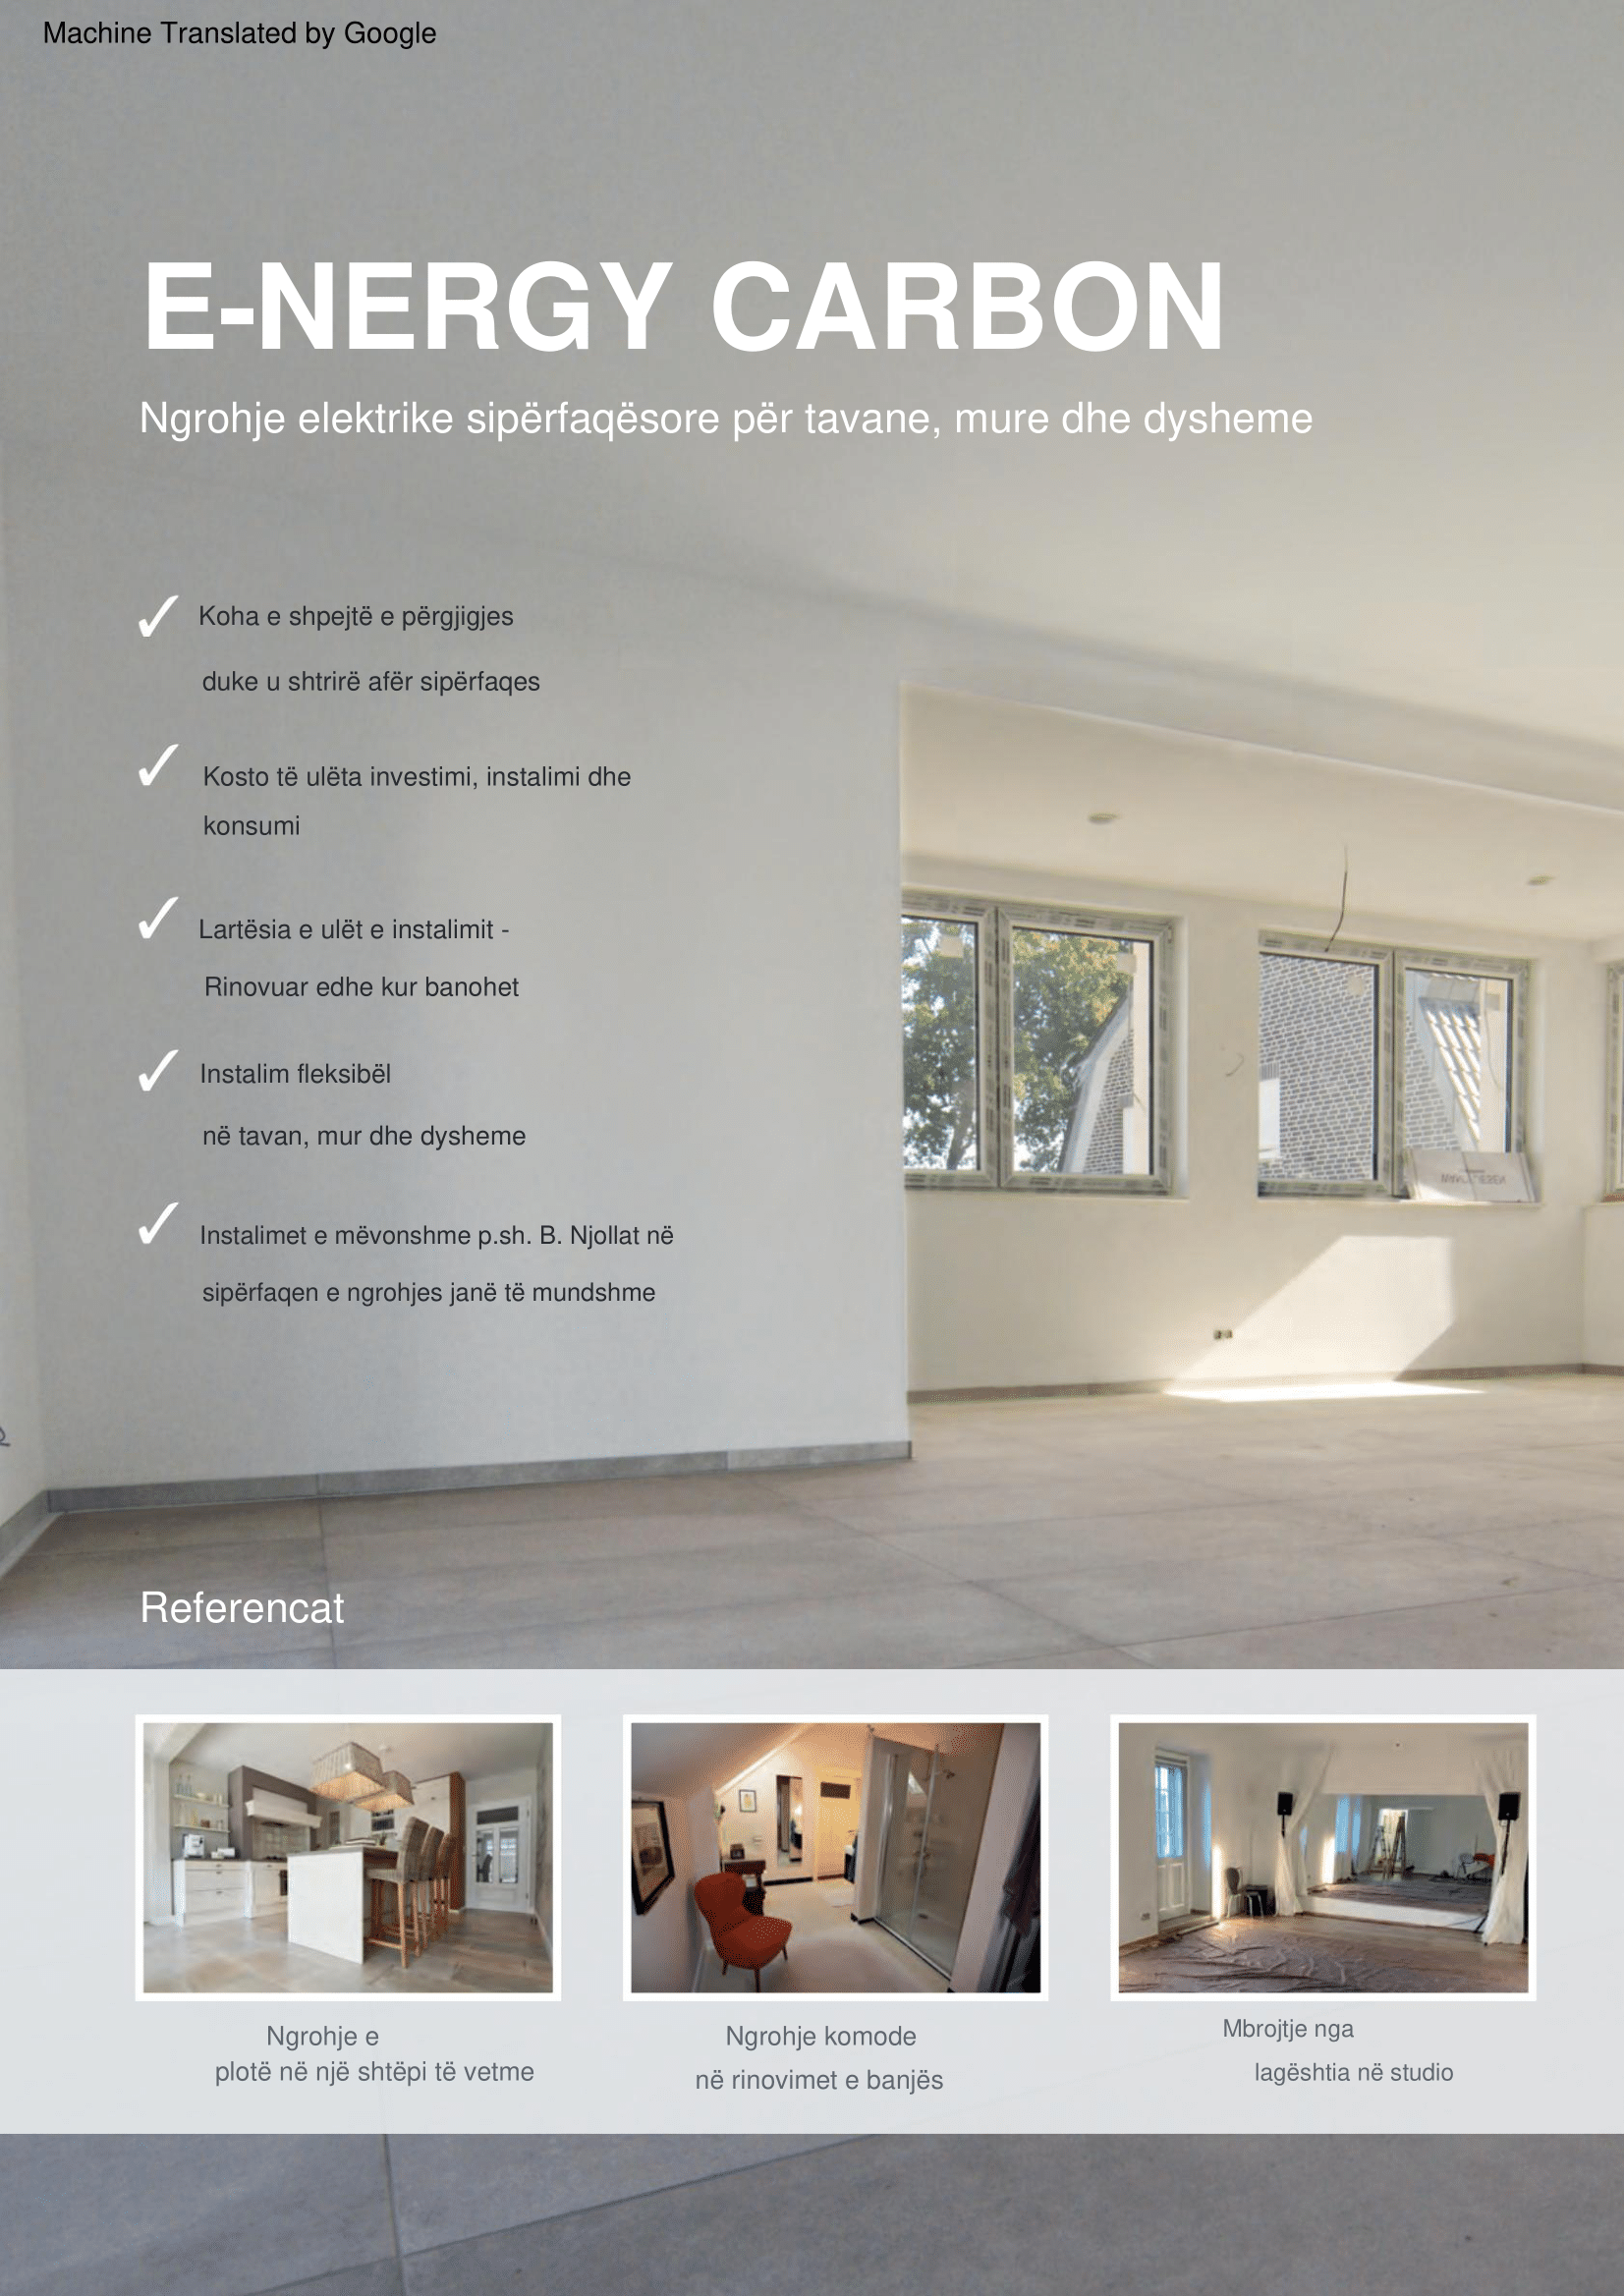 Machine Translated by Google
E-NERGY CARBON
Ngrohje elektrike sipërfaqësore për tavane, mure dhe dysheme
✓ Koha e shpejtë e përgjigjes
duke u shtrirë afër sipërfaqes
✓ Kosto të ulëta investimi, instalimi dhe
konsumi
✓ Lartësia e ulët e instalimit -
Rinovuar edhe kur banohet
✓ Instalim fleksibël
në tavan, mur dhe dysheme
✓ Instalimet e mëvonshme p.sh. B. Njollat në
sipërfaqen e ngrohjes janë të mundshme
Referencat
Ngrohje e
plotë në një shtëpi të vetme
Ngrohje komode
në rinovimet e banjës
Mbrojtje nga
lagështia në studio